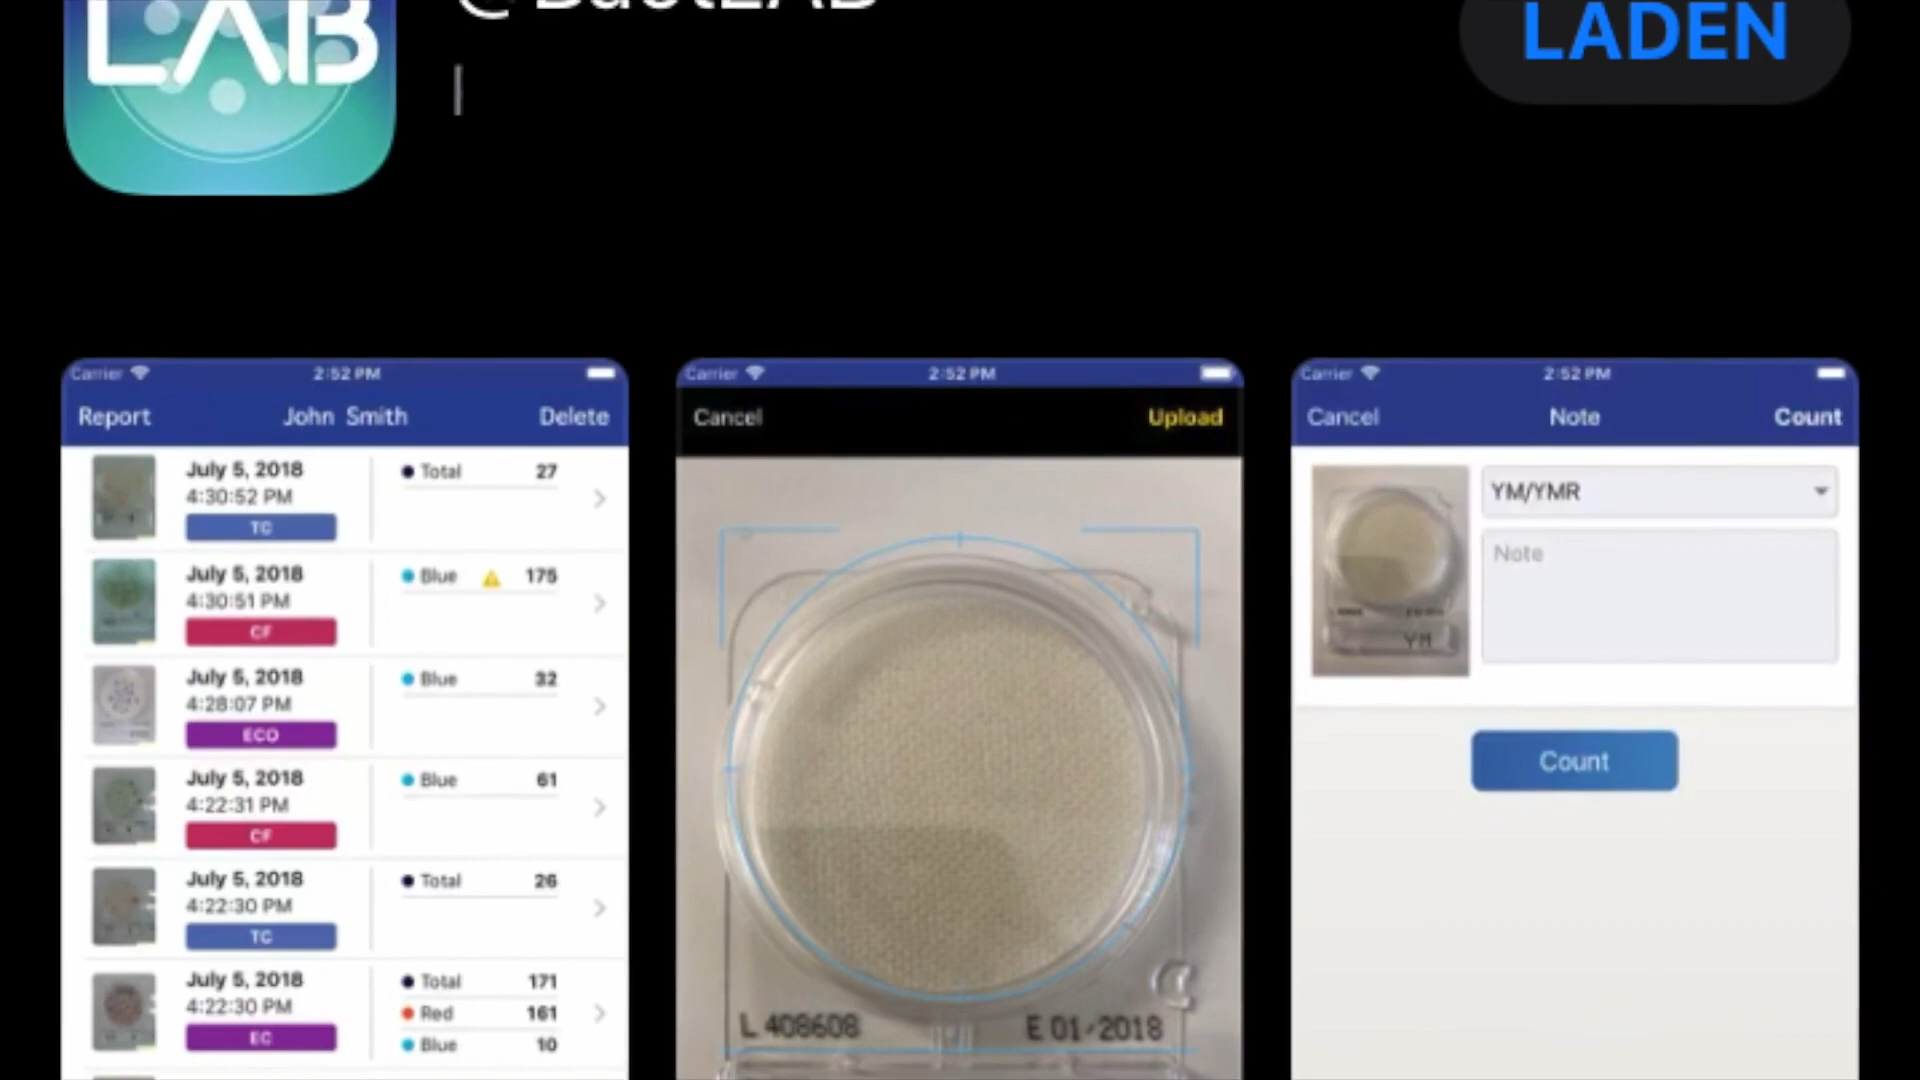 @BactLAB
LADEN
LAB
Carrier 2:52 PM
Report John Smith Delete
July 5, 2018
4:30:52 PM
TC
Total 27
July 5, 2018
4:30:51 PM
CF
Blue 175
July 5, 2018
4:28:07 PM
ECO
Blue 32
July 5, 2018
4:22:31 PM
CF
Blue 61
July 5, 2018
4:22:30 PM
TC
Total 26
July 5, 2018
4:22:30 PM
EC
Total 171
Red 161
Blue 10
Carrier 2:52 PM
Cancel Upload
L 408608 E 01/2018
Carrier 2:52 PM
Cancel Note Count
YM/YMR
Note
YM
Count